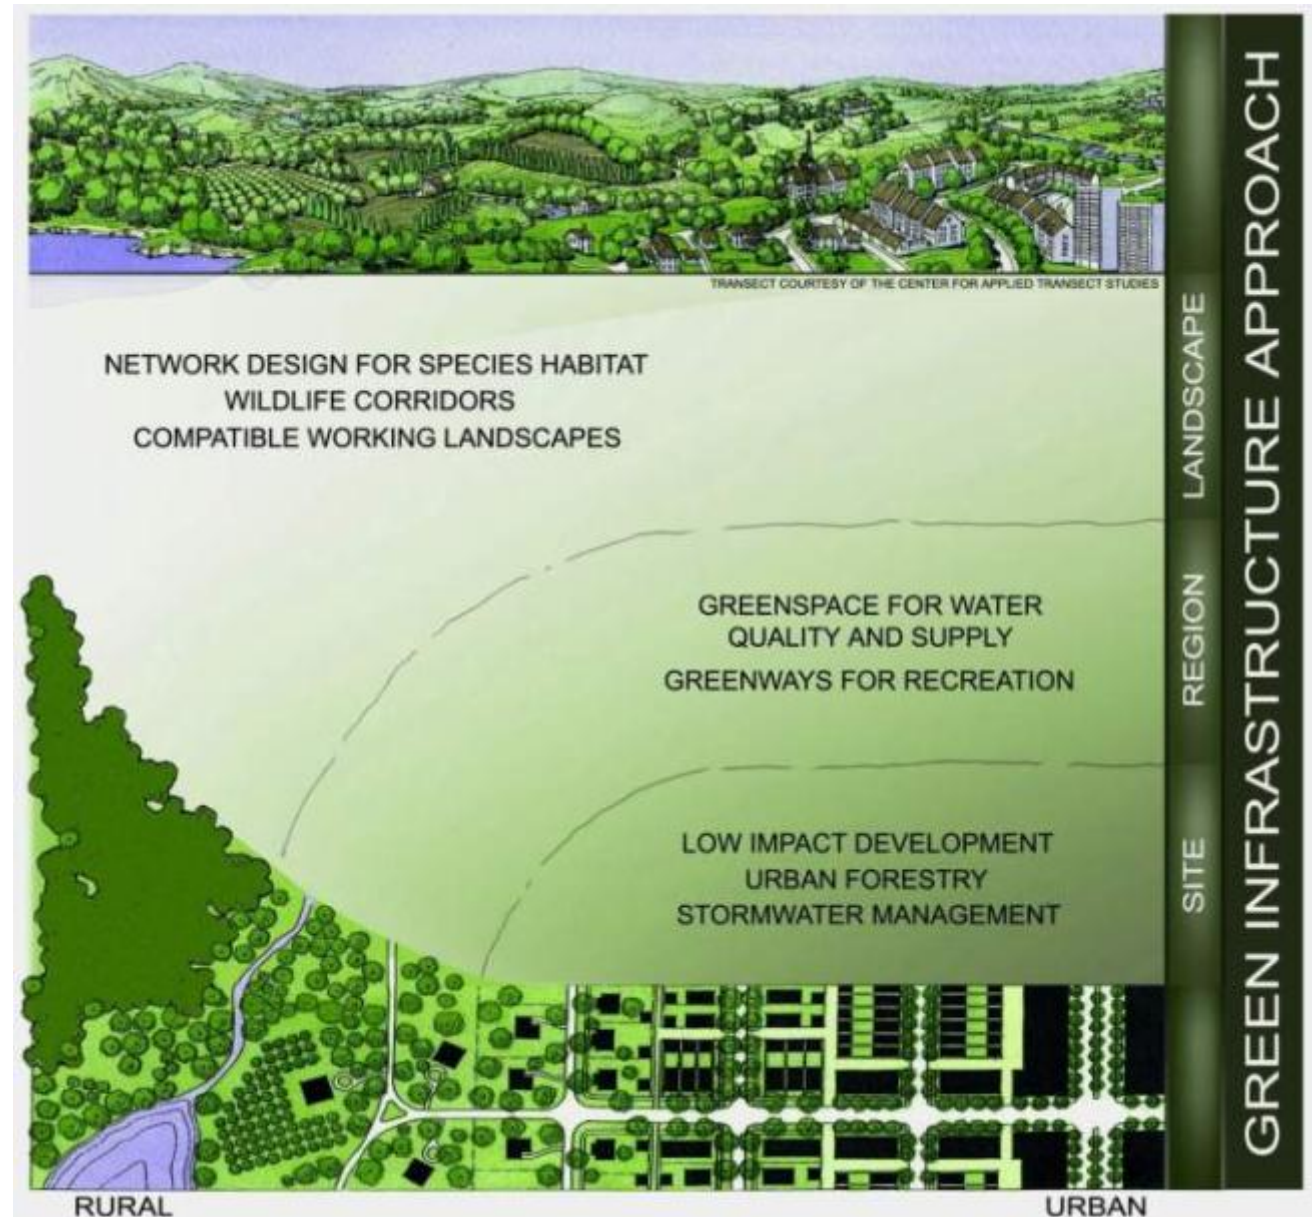 TRANSECT COURTESY OF THE CENTER FOR APPLIED TRANSECT STUDIES
NETWORK DESIGN FOR SPECIES HABITAT
WILDLIFE CORRIDORS
COMPATIBLE WORKING LANDSCAPES
GREENSPACE FOR WATER
QUALITY AND SUPPLY
GREENWAYS FOR RECREATION
LOW IMPACT DEVELOPMENT
URBAN FORESTRY
STORMWATER MANAGEMENT
LANDSCAPE
REGION
SITE
GREEN INFRASTRUCTURE APPROACH
RURAL
URBAN